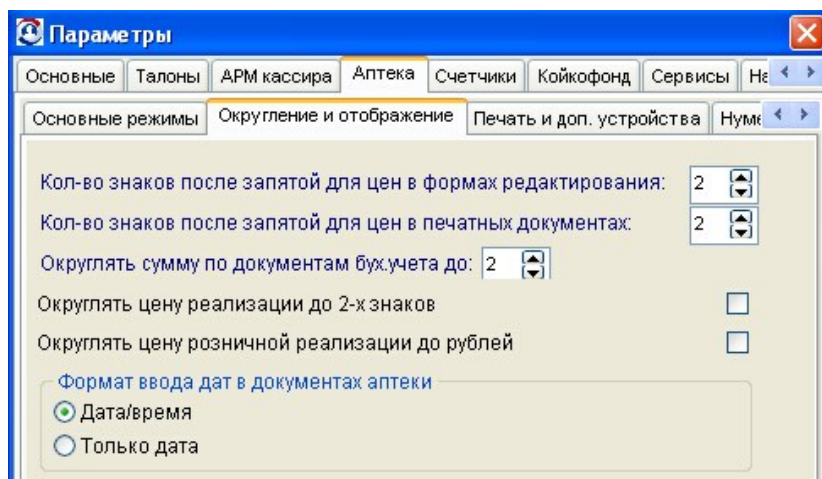 Параметры
Основные Талоны АРМ кассира Аптека Счетчики Койкофонд Сервисы
Основные режимы Округление и отображение Печать и доп. устройства
Кол-во знаков после запятой для цен в формах редактирования: 2
Кол-во знаков после запятой для цен в печатных документах: 2
Округлять сумму по документам бух.учета до: 2
Округлять цену реализации до 2-х знаков
Округлять цену розничной реализации до рублей
Формат ввода дат в документах аптеки
Дата/время
Только дата